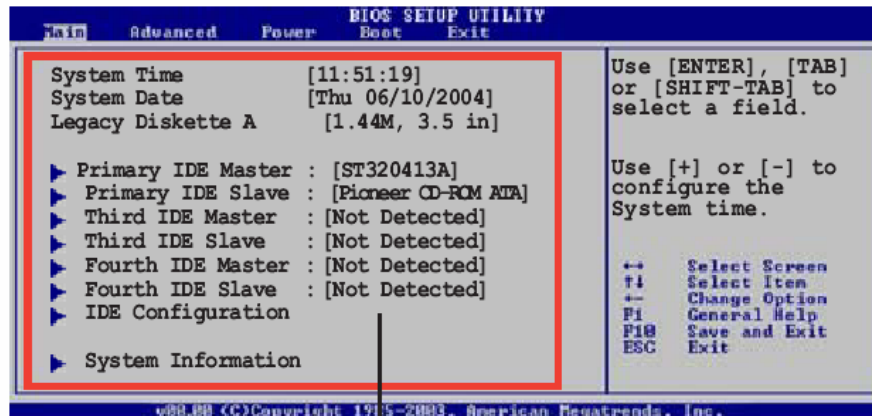 BIOS SETUP UTILITY
Main Advanced Power Boot Exit
System Time [11:51:19]
System Date [Thu 06/10/2004]
Legacy Diskette A [1.44M, 3.5 in]
Primary IDE Master : [ST320413A]
Primary IDE Slave : [Pioneer CD-ROM ATA]
Third IDE Master : [Not Detected]
Third IDE Slave : [Not Detected]
Fourth IDE Master : [Not Detected]
Fourth IDE Slave : [Not Detected]
IDE Configuration
System Information
Use [ENTER], [TAB]
or [SHIFT-TAB] to
select a field.
Use [+] or [-] to
configure the
System time.
↔ Select Screen
↑↓ Select Item
+- Change Option
F1 General Help
F10 Save and Exit
ESC Exit
v00.00 (C)Copyright 1985-2003, American Megatrends, Inc.